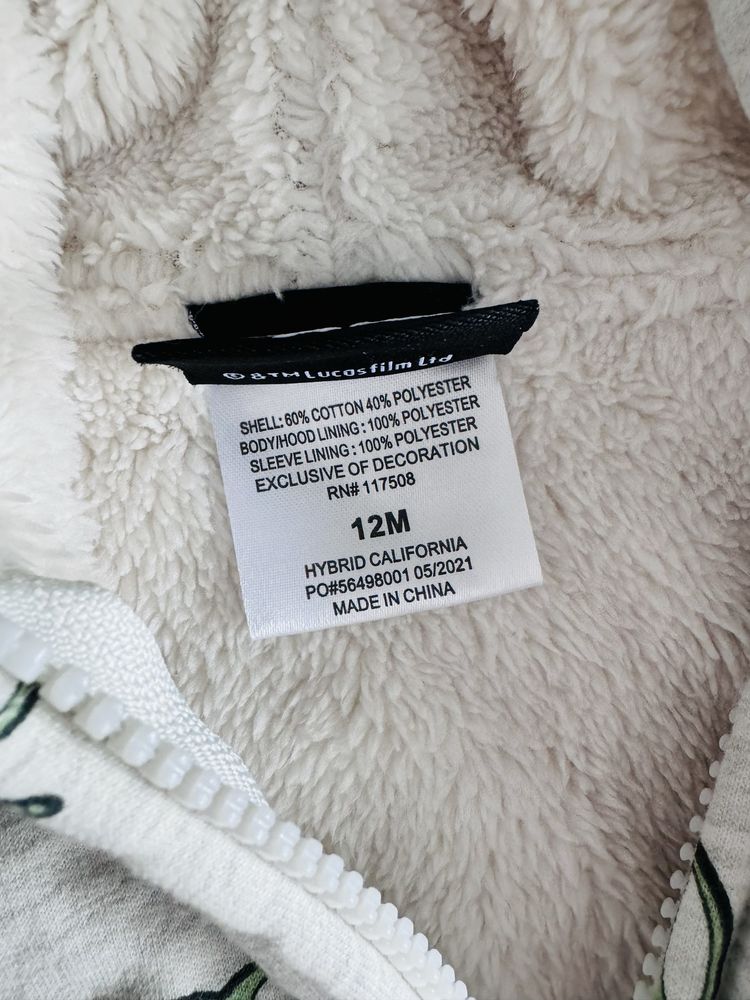 © & TM Lucasfilm Ltd
SHELL: 60% COTTON 40% POLYESTER
BODY/HOOD LINING : 100% POLYESTER
SLEEVE LINING : 100% POLYESTER
EXCLUSIVE OF DECORATION
RN# 117508
12M
HYBRID CALIFORNIA
PO#56498001 05/2021
MADE IN CHINA